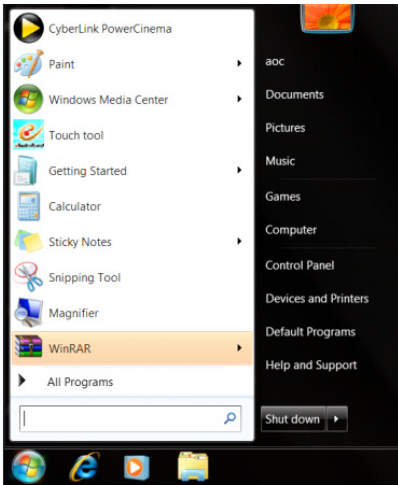 CyberLink PowerCinema
Paint
Windows Media Center
Touch tool
Getting Started
Calculator
Sticky Notes
Snipping Tool
Magnifier
WinRAR
All Programs
aoc
Documents
Pictures
Music
Games
Computer
Control Panel
Devices and Printers
Default Programs
Help and Support
Shut down